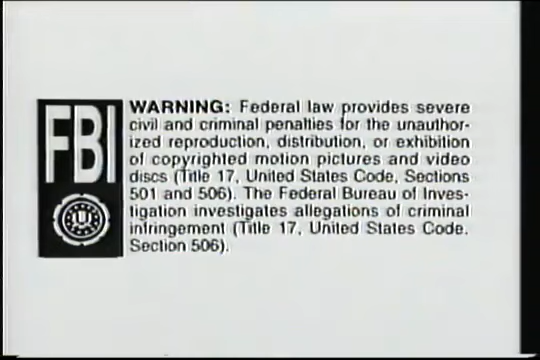 FBI
WARNING: Federal law provides severe
civil and criminal penalties for the unauthor-
ized reproduction, distribution, or exhibition
of copyrighted motion pictures and video
discs (Title 17, United States Code, Sections
501 and 506). The Federal Bureau of Inves-
tigation investigates allegations of criminal
infringement (Title 17, United States Code.
Section 506).